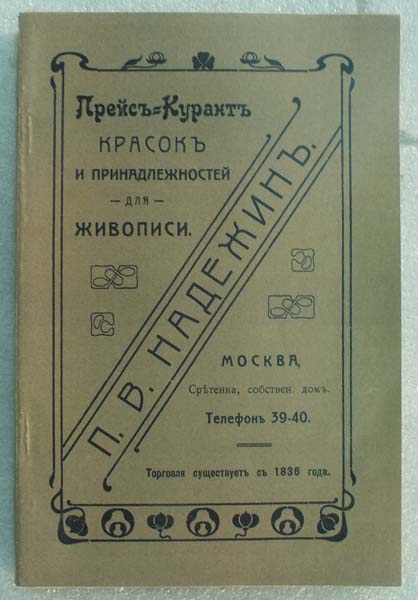 Прейсъ-Курантъ
КРАСОКЪ
И ПРИНАДЛЕЖНОСТЕЙ
— ДЛЯ —
ЖИВОПИСИ.
П. В. НАДЕЖИНЪ.
МОСКВА,
Срѣтенка, собствен. домъ.
Телефонъ 39-40.
Торговля существуетъ съ 1836 года.